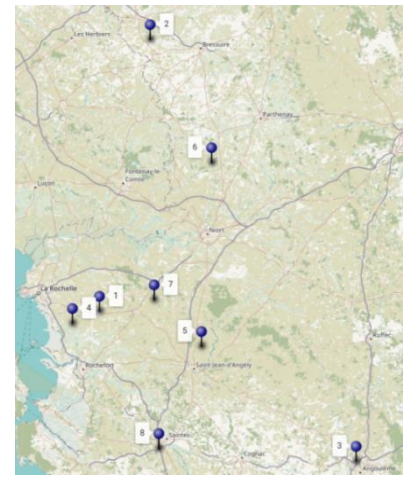 2
Les Herbiers
Bressuire
Parthenay
6
Fontenay-le-
Comte
Luçon
Niort
La Rochelle
7
1
4
5
Ruffec
Rochefort
Saint-Jean-d'Angély
8
Saintes
Cognac
3
Angoulême